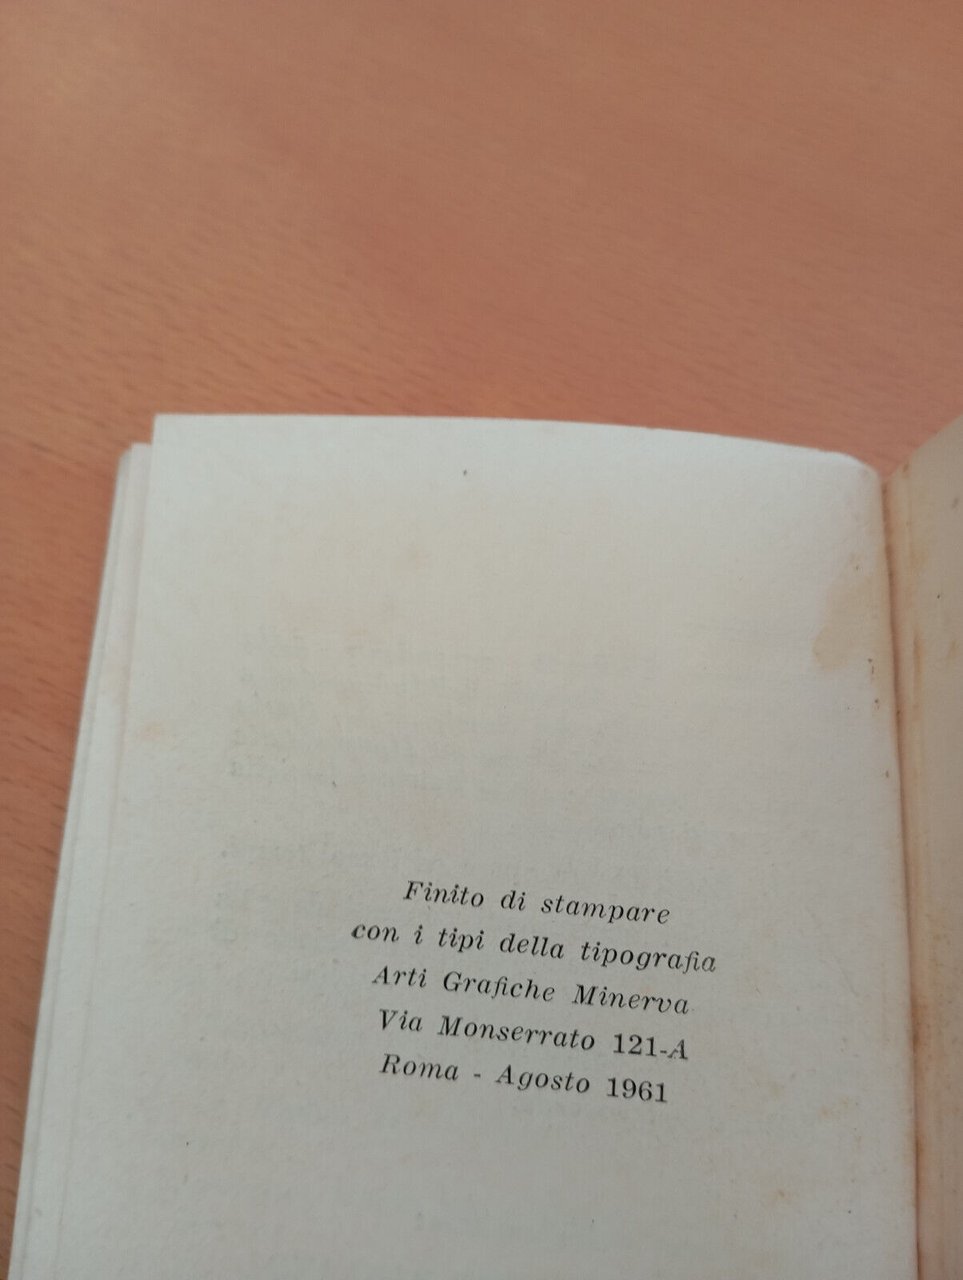 Finito di stampare
con i tipi della tipografia
Arti Grafiche Minerva
Via Monserrato 121-A
Roma - Agosto 1961